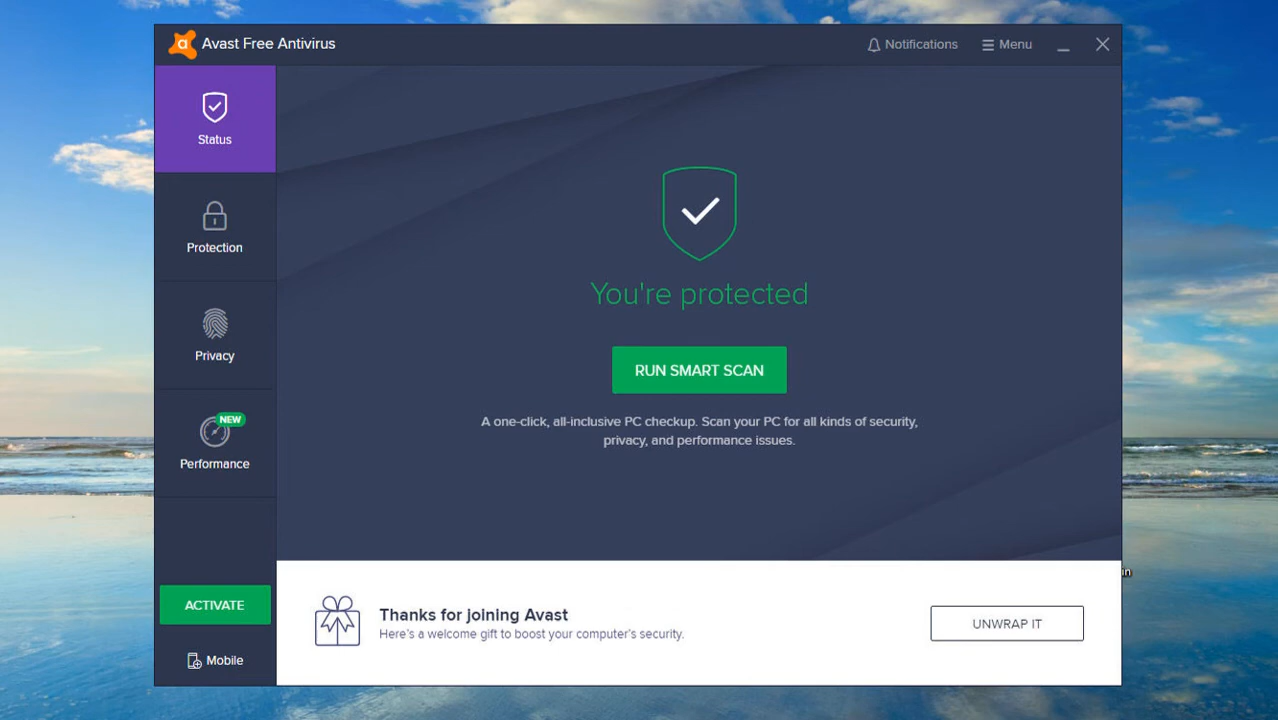 Avast Free Antivirus
Notifications
Menu
Status
Protection
Privacy
NEW
Performance
ACTIVATE
Mobile
You're protected
RUN SMART SCAN
A one-click, all-inclusive PC checkup. Scan your PC for all kinds of security,
privacy, and performance issues.
Thanks for joining Avast
Here's a welcome gift to boost your computer's security.
UNWRAP IT